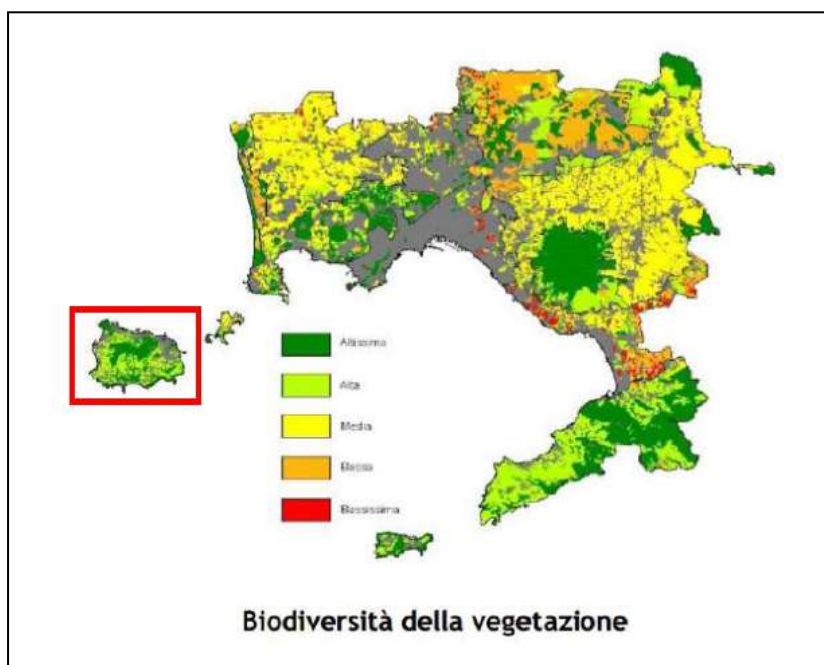 Altissima
Alta
Media
Bassa
Bassissima
Biodiversità della vegetazione